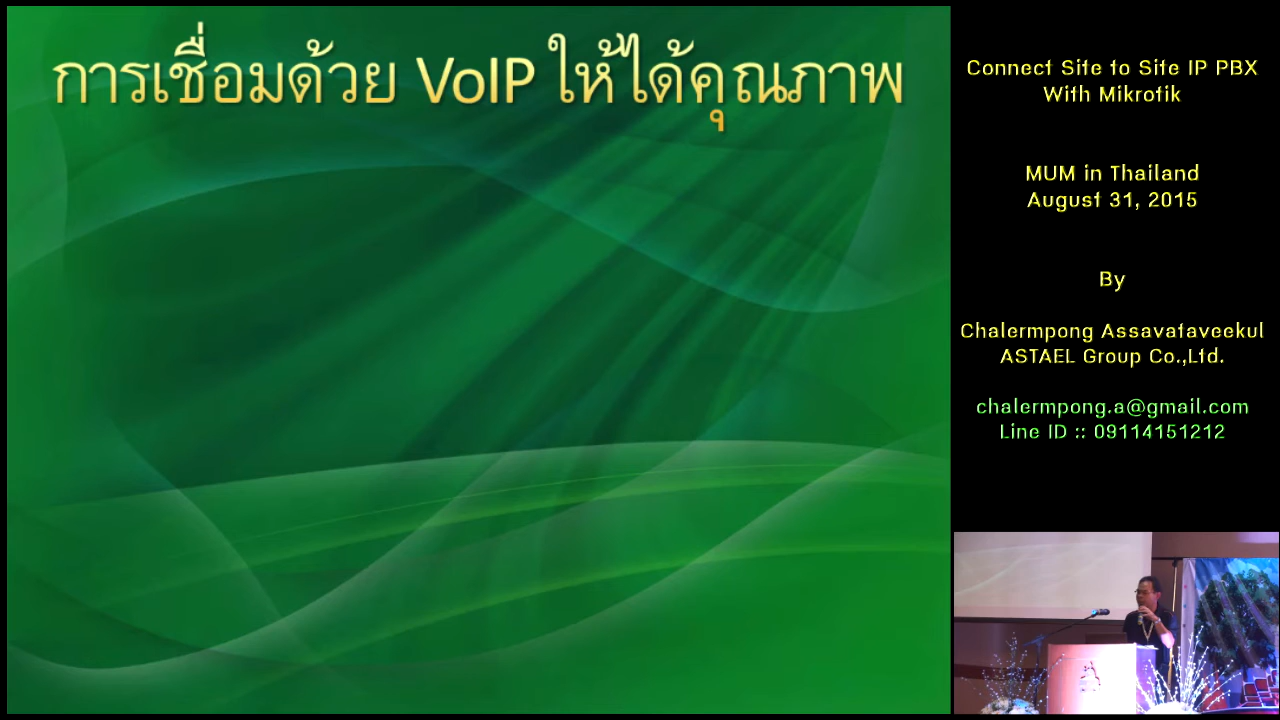 การเชื่อมด้วย VoIP ให้ได้คุณภาพ
Connect Site to Site IP PBX
With Mikrotik
MUM in Thailand
August 31, 2015
By
Chalermpong Assavataveekul
ASTAEL Group Co.,Ltd.
chalermpong.a@gmail.com
Line ID :: 09114151212